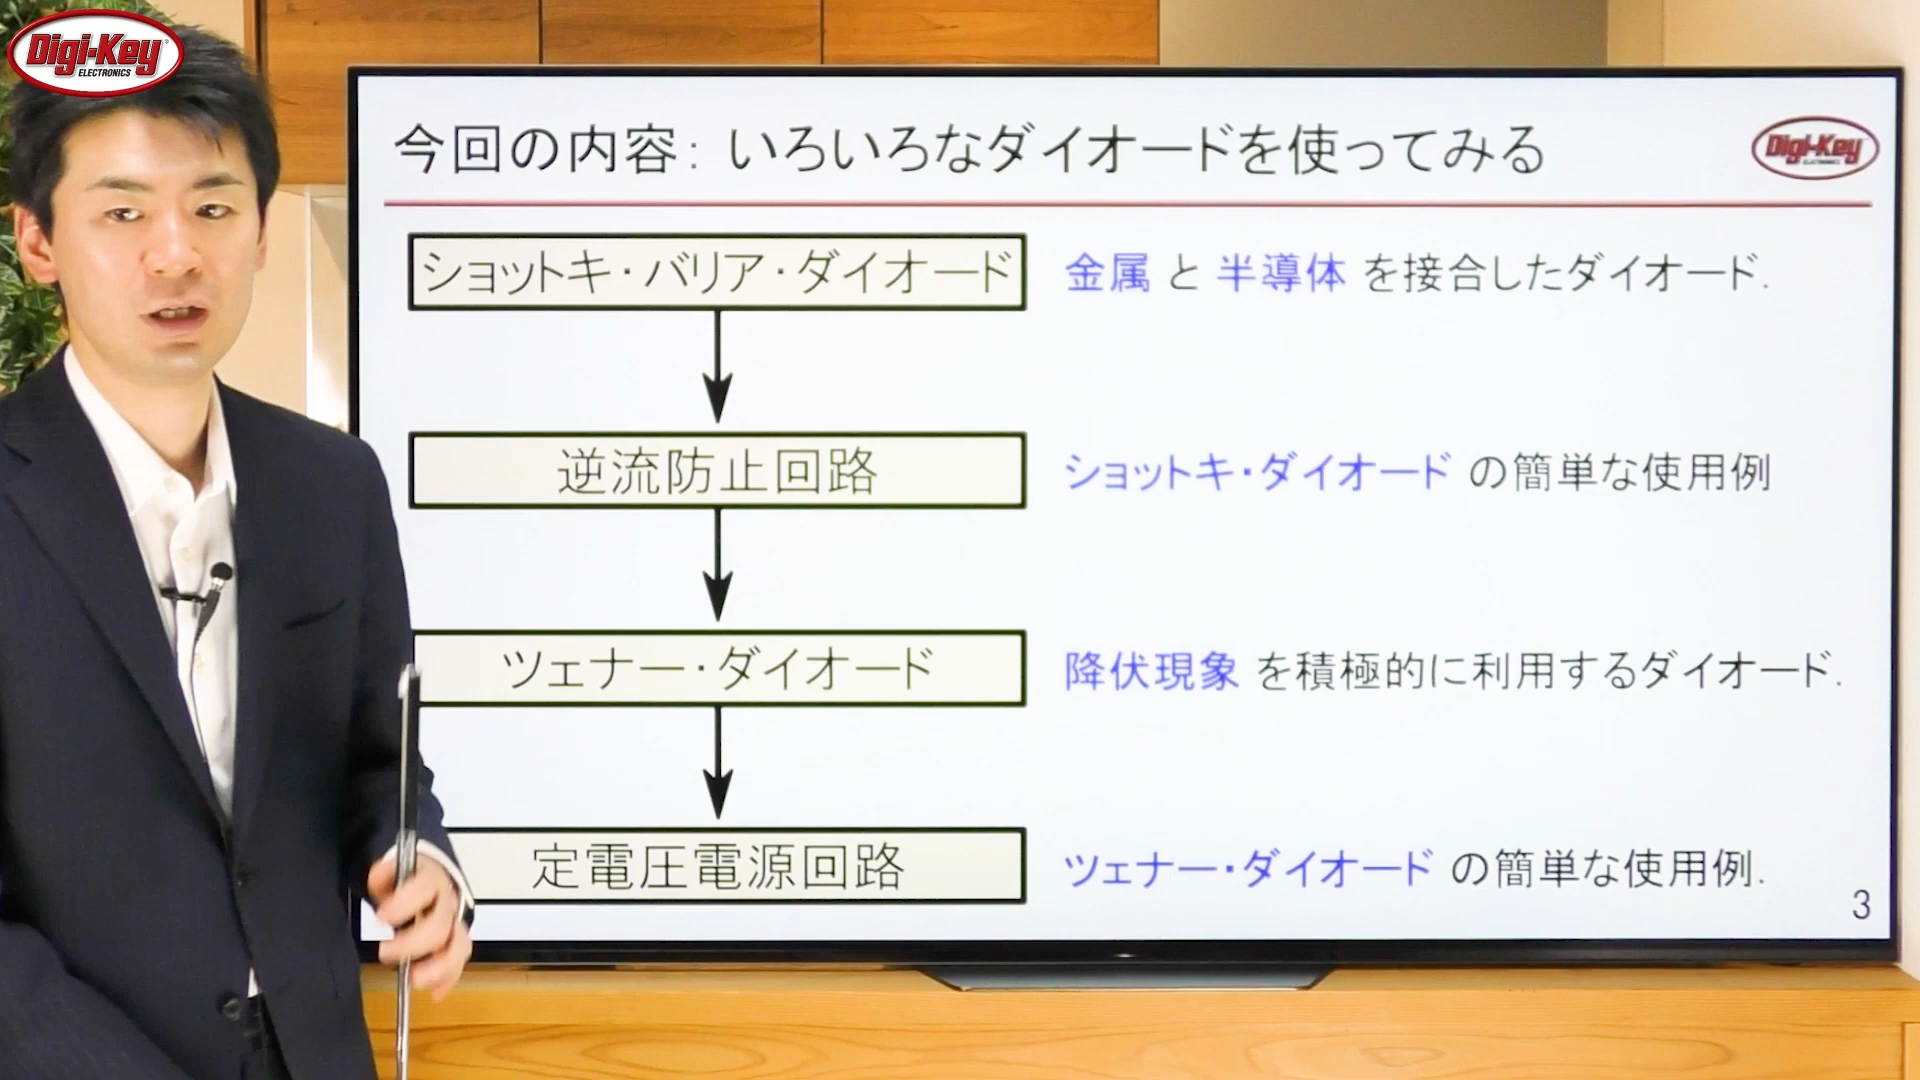 Digi-Key
ELECTRONICS
今回の内容: いろいろなダイオードを使ってみる
Digi-Key
ELECTRONICS
ショットキ・バリア・ダイオード
金属 と 半導体 を接合したダイオード.
逆流防止回路
ショットキ・ダイオード の簡単な使用例
ツェナー・ダイオード
降伏現象 を積極的に利用するダイオード.
定電圧電源回路
ツェナー・ダイオード の簡単な使用例.
3